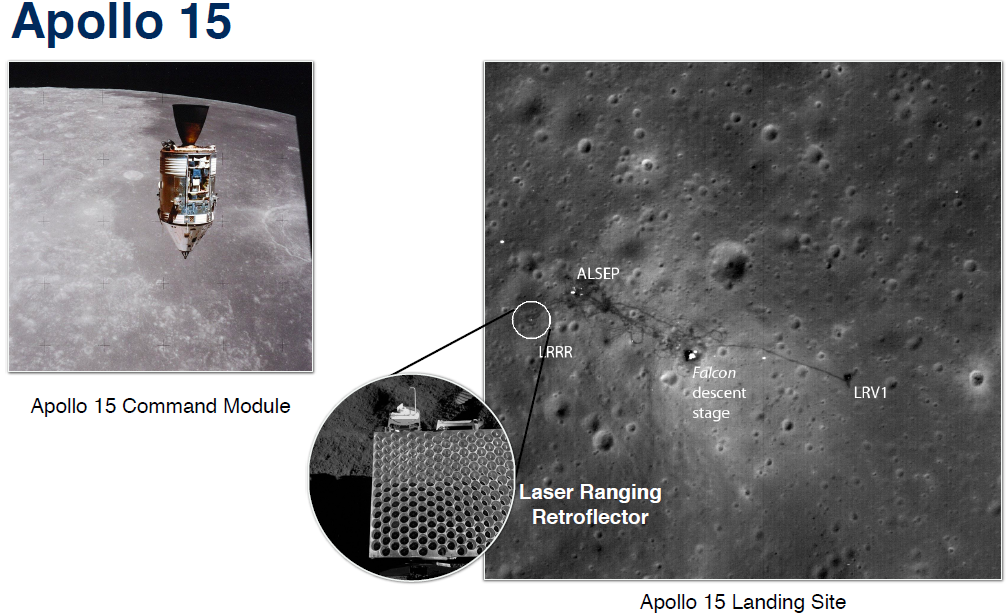 Apollo 15
Apollo 15 Command Module
ALSEP
LRRR
Falcon
descent
stage
LRV1
Laser Ranging
Retroflector
Apollo 15 Landing Site